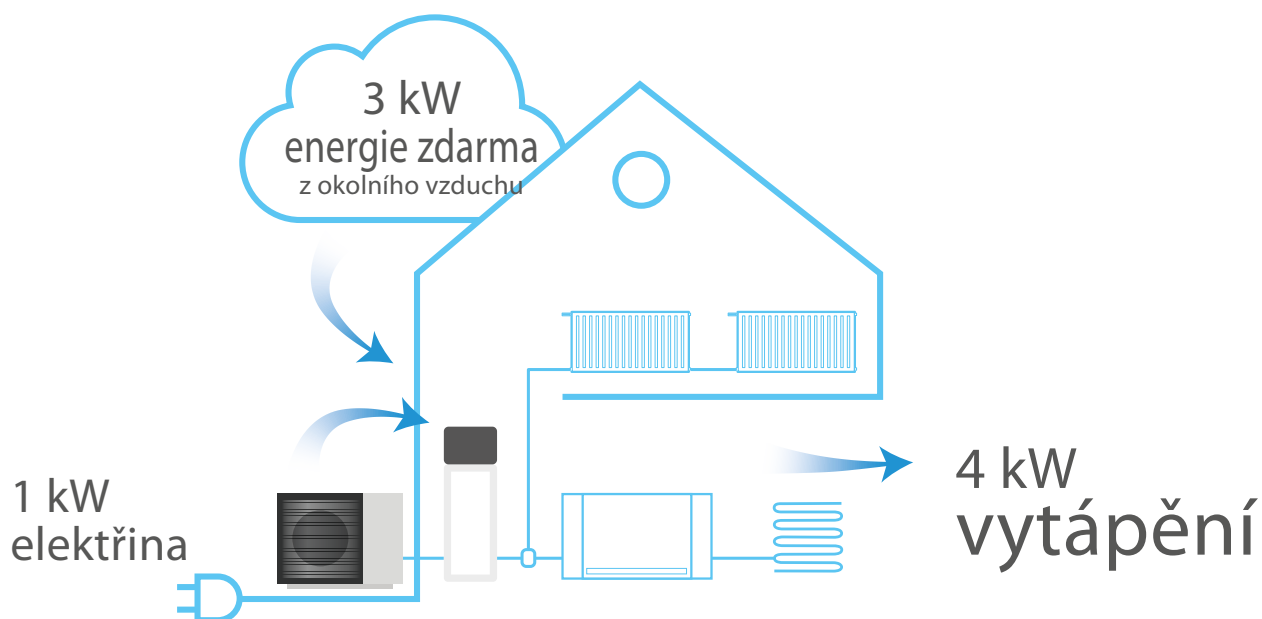 3 kW
energie zdarma
z okolního vzduchu
1 kW
elektřina
4 kW
vytápění